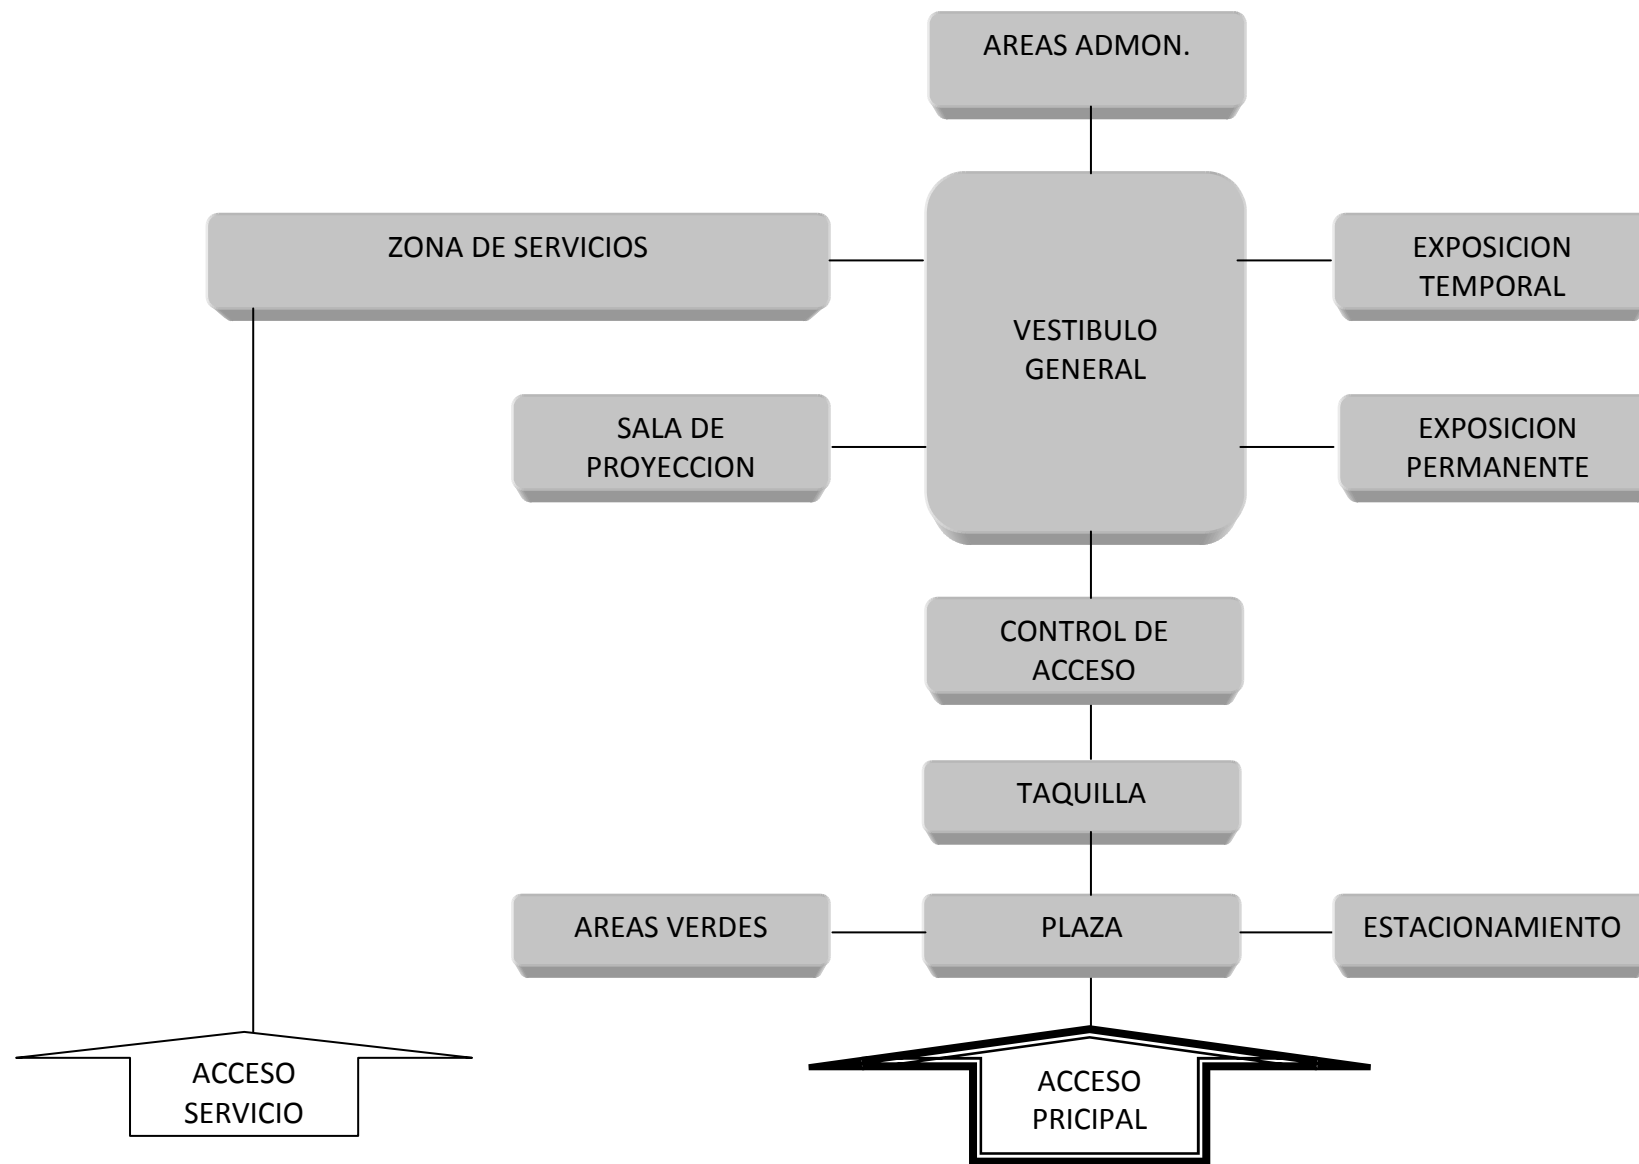 AREAS ADMON.
ZONA DE SERVICIOS
EXPOSICION
TEMPORAL
VESTIBULO
GENERAL
SALA DE
PROYECCION
EXPOSICION
PERMANENTE
CONTROL DE
ACCESO
TAQUILLA
AREAS VERDES
PLAZA
ESTACIONAMIENTO
ACCESO
SERVICIO
ACCESO
PRICIPAL